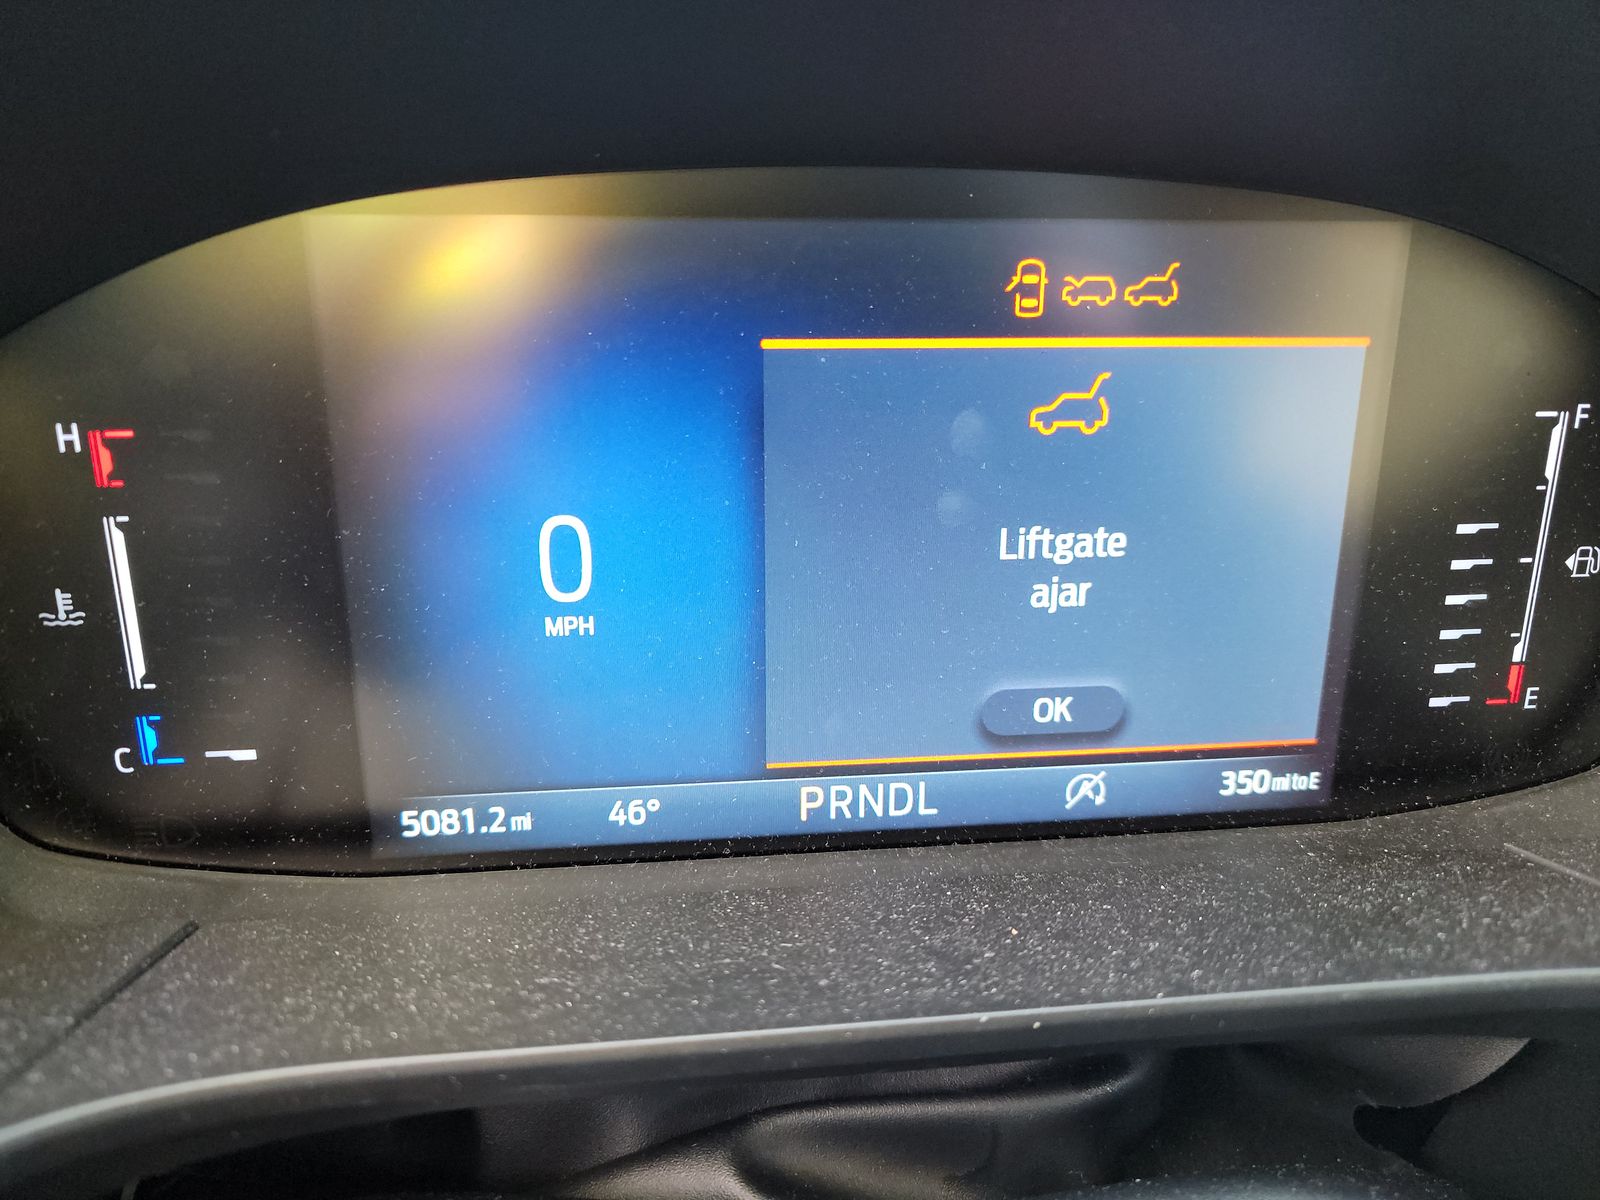 H
F
Liftgate
ajar
0
MPH
OK
E
C
5081.2 mi 46° PRNDL 350 mi to E